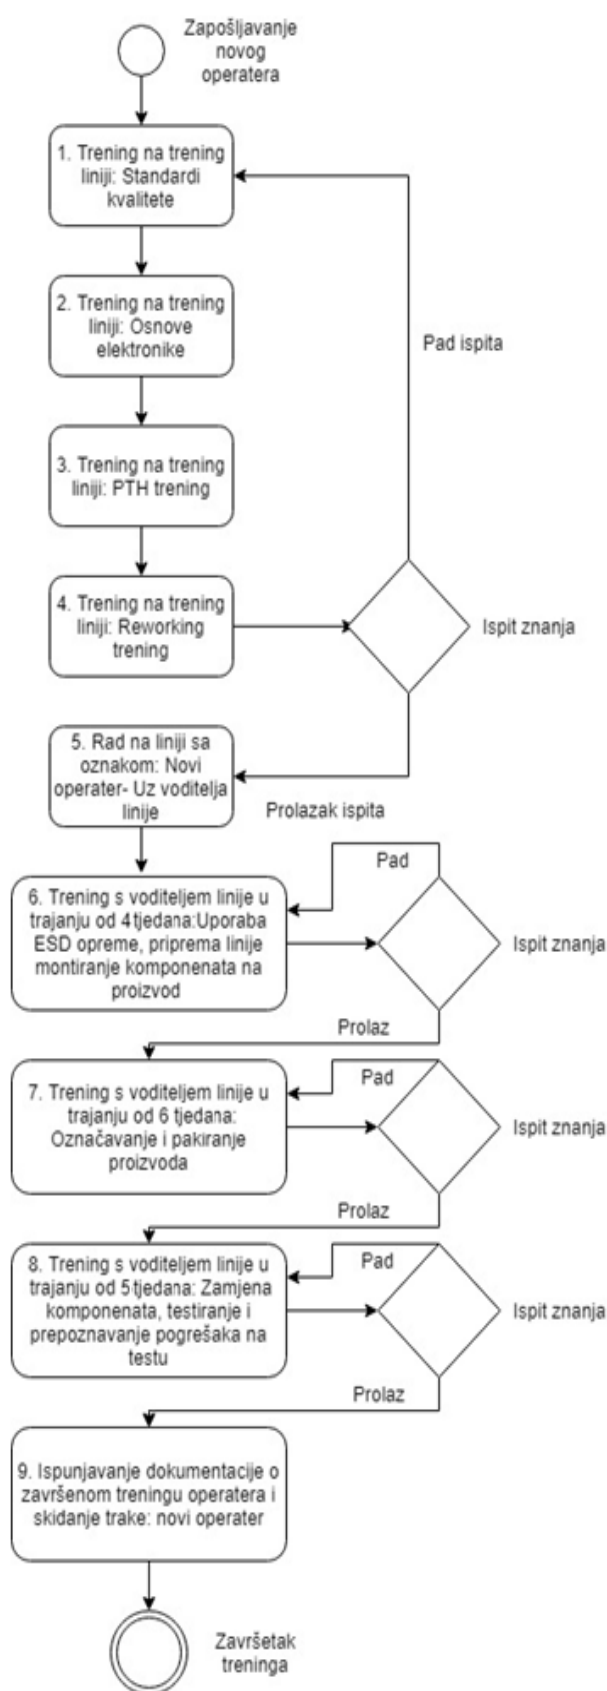 Zapošljavanje
novog
operatera
1. Trening na trening
liniji: Standardi
kvalitete
2. Trening na trening
liniji: Osnove
elektronike
Pad ispita
3. Trening na trening
liniji: PTH trening
4. Trening na trening
liniji: Reworking
trening
Ispit znanja
5. Rad na liniji sa
oznakom: Novi
operater- Uz voditelja
linije
Prolazak ispita
Pad
6. Trening s voditeljem linije u
trajanju od 4 tjedana:Uporaba
ESD opreme, priprema linije
montiranje komponenata na
proizvod
Ispit znanja
Prolaz
Pad
7. Trening s voditeljem linije u
trajanju od 6 tjedana:
Označavanje i pakiranje
proizvoda
Ispit znanja
Prolaz
Pad
8. Trening s voditeljem linije u
trajanju od 5 tjedana: Zamjena
komponenata, testiranje i
prepoznavanje pogrešaka na
testu
Ispit znanja
Prolaz
9. Ispunjavanje dokumentacije o
završenom treningu operatera i
skidanje trake: novi operater
Završetak
treninga